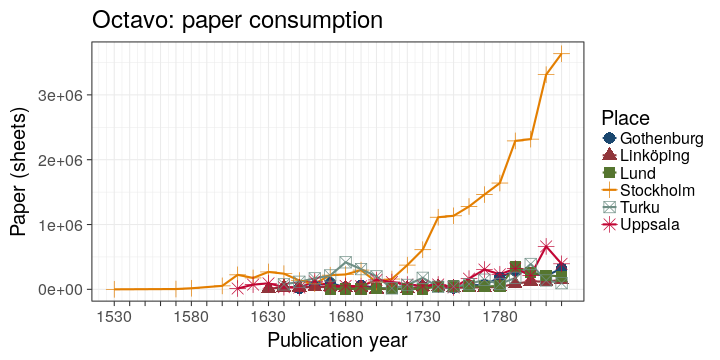 Octavo: paper consumption
Paper (sheets)
3e+06
2e+06
1e+06
0e+00
1530 1580 1630 1680 1730 1780
Publication year
Place
Gothenburg
Linköping
Lund
Stockholm
Turku
Uppsala